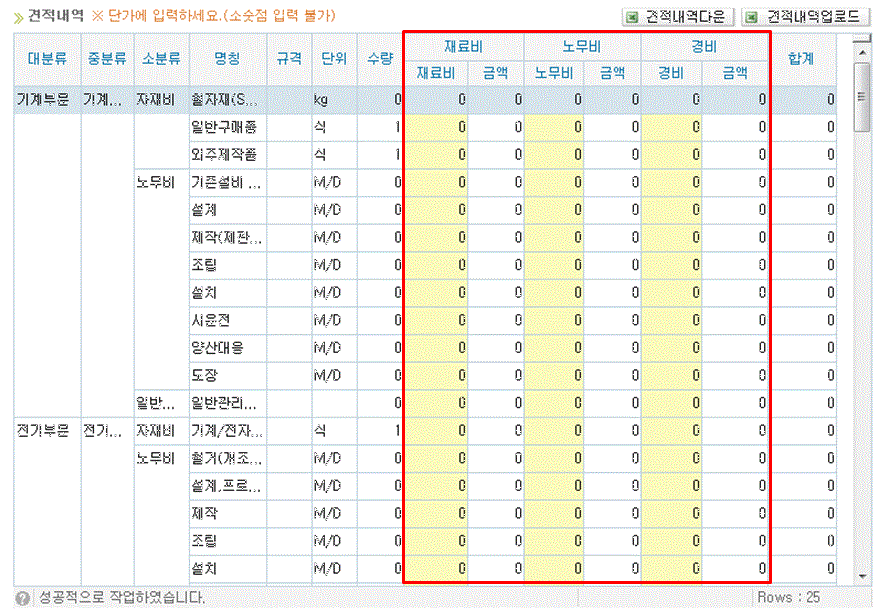 견적내역 ※ 단가에 입력하세요.(소숫점 입력 불가) 견적내역다운 견적내역업로드
대분류 중분류 소분류 명칭 규격 단위 수량 재료비 노무비 경비 합계
재료비 금액 노무비 금액 경비 금액
기계부문 기계... 자재비 철자재(S... kg 0 0 0 0 0 0 0 0
일반구매품 식 1 0 0 0 0 0 0 0
외주제작품 식 1 0 0 0 0 0 0 0
노무비 기존설비 ... M/D 0 0 0 0 0 0 0 0
설계 M/D 0 0 0 0 0 0 0 0
제작(제관... M/D 0 0 0 0 0 0 0 0
조립 M/D 0 0 0 0 0 0 0 0
설치 M/D 0 0 0 0 0 0 0 0
시운전 M/D 0 0 0 0 0 0 0 0
양산대응 M/D 0 0 0 0 0 0 0 0
도장 M/D 0 0 0 0 0 0 0 0
일반... 일반관리... 0 0 0 0 0 0 0 0
전기부문 전기... 자재비 기계/전자... 식 1 0 0 0 0 0 0 0
노무비 철거(개조... M/D 0 0 0 0 0 0 0 0
설계,프로... M/D 0 0 0 0 0 0 0 0
제작 M/D 0 0 0 0 0 0 0 0
조립 M/D 0 0 0 0 0 0 0 0
설치 M/D 0 0 0 0 0 0 0 0
성공적으로 작업하였습니다. Rows : 25